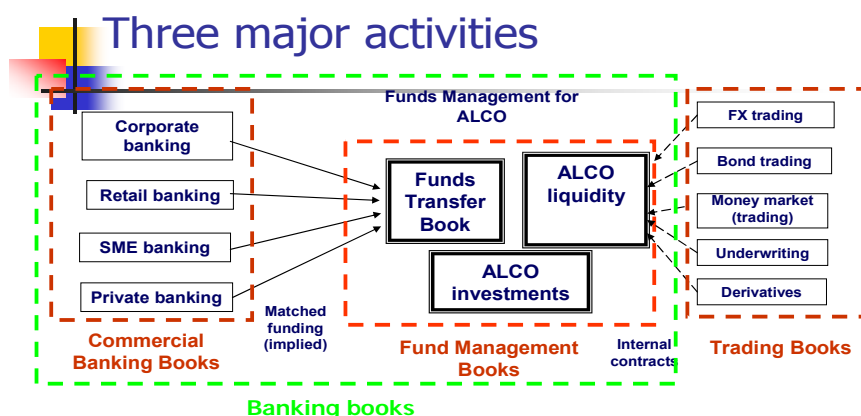 Three major activities
Funds Management for
ALCO
Corporate
banking
Retail banking
SME banking
Private banking
Commercial
Banking Books
Matched
funding
(implied)
Funds
Transfer
Book
ALCO
liquidity
ALCO
investments
Fund Management
Books
Internal
contracts
FX trading
Bond trading
Money market
(trading)
Underwriting
Derivatives
Trading Books
Banking books